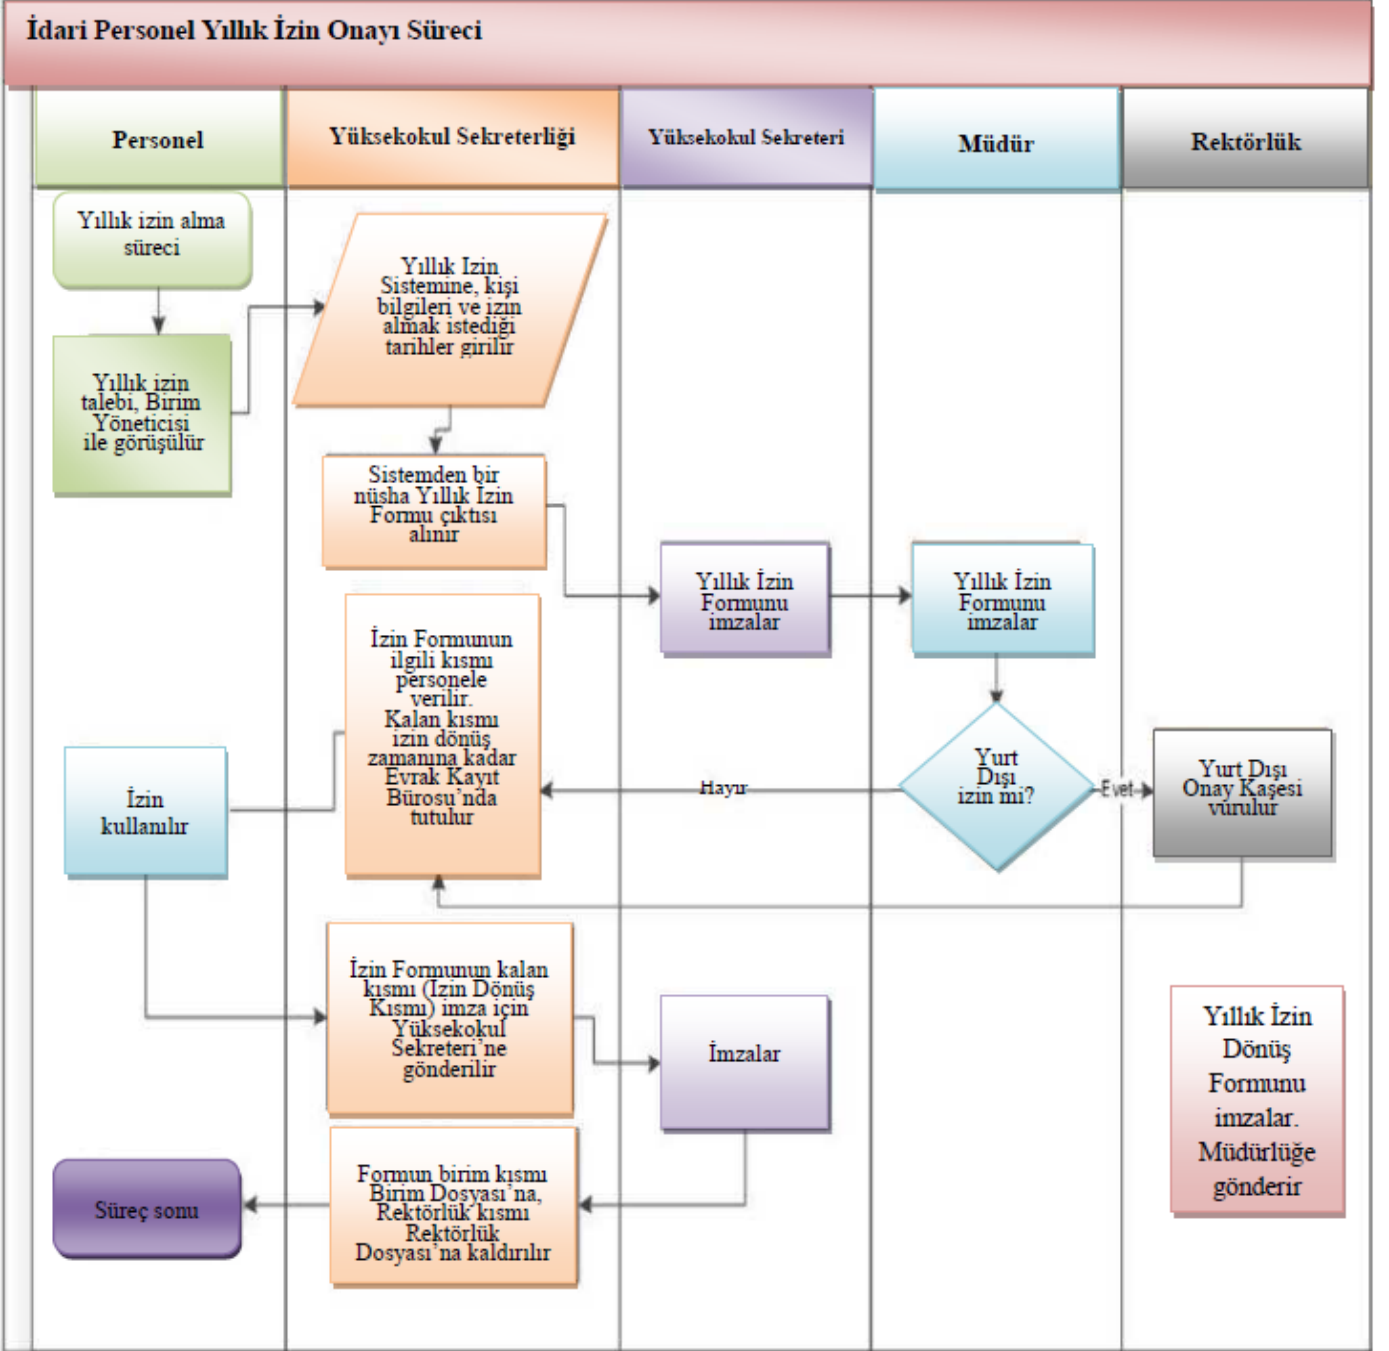 İdari Personel Yıllık İzin Onayı Süreci
Personel
Yüksekokul Sekreterliği
Yüksekokul Sekreteri
Müdür
Rektörlük
Yıllık izin alma
süreci
Yıllık izin
talebi, Birim
Yöneticisi
ile görüşülür
Yıllık Izin
Sistemine, kişi
bilgileri ve izin
almak istediği
tarihler girilir
Sistemden bir
nüsha Yıllık İzin
Formu çıktısı
alınır
Yıllık İzin
Formunu
imzalar
Yıllık İzin
Formunu
imzalar
Yurt
Dışı
izin mi?
Hayır
Evet
Yurt Dışı
Onay Kaşesi
vurulur
İzin Formunun
ilgili kısmı
personele
verilir.
Kalan kısmı
izin dönüş
zamanına kadar
Evrak Kayıt
Bürosu’nda
tutulur
İzin
kullanılır
İzin Formunun kalan
kısmı (İzin Dönüş
Kısmı) imza için
Yüksekokul
Sekreteri’ne
gönderilir
İmzalar
Yıllık İzin
Dönüş
Formunu
imzalar.
Müdürlüğe
gönderir
Formun birim kısmı
Birim Dosyası’na,
Rektörlük kısmı
Rektörlük
Dosyası’na kaldırılır
Süreç sonu